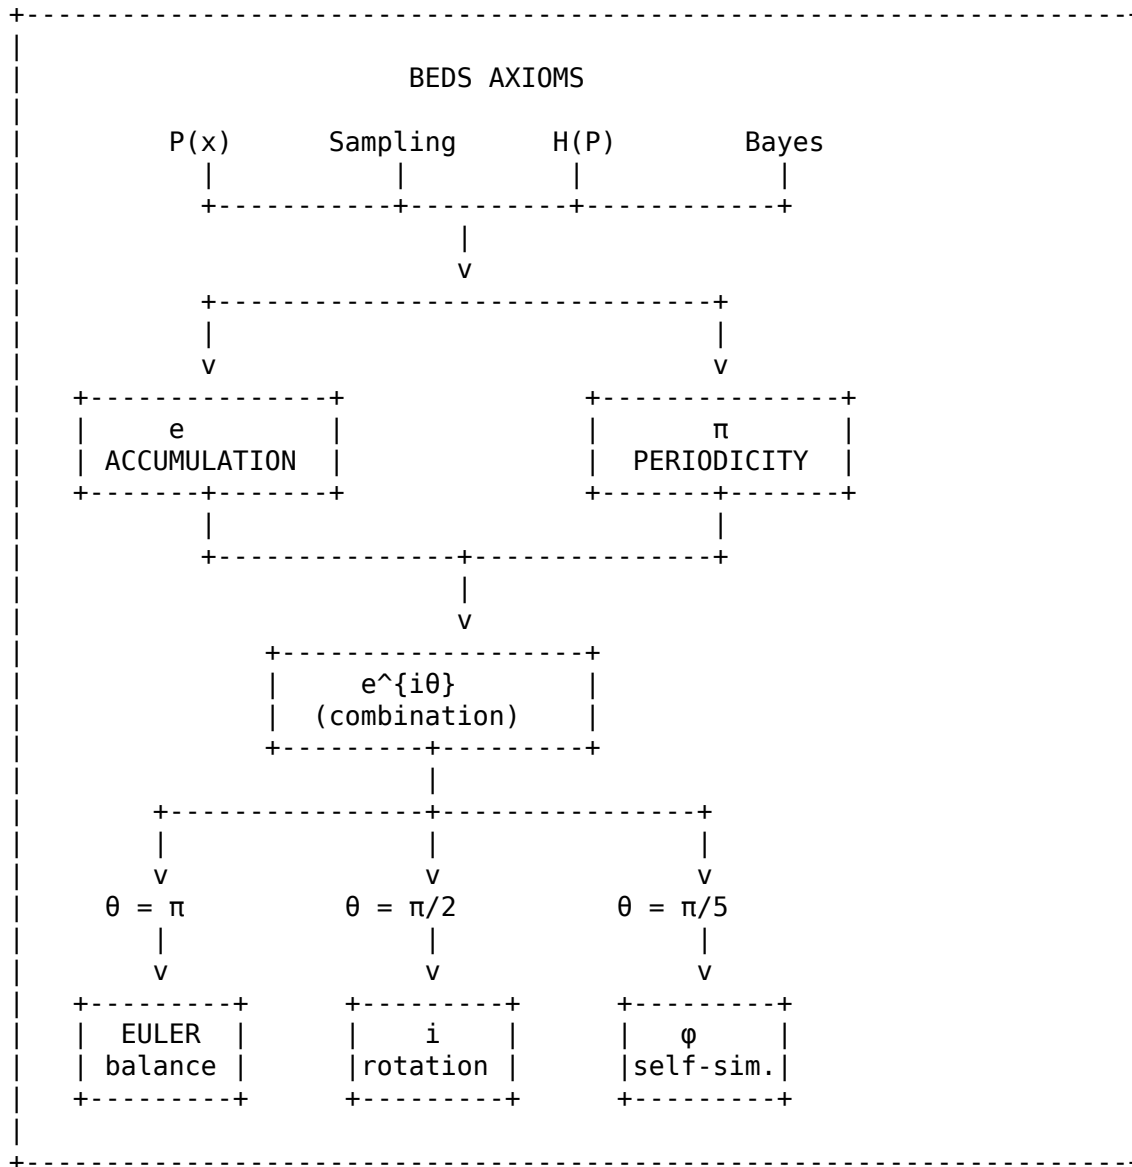 BEDS AXIOMS
P(x) Sampling H(P) Bayes
v
v v
e π
ACCUMULATION PERIODICITY
v
e^{iθ}
(combination)
v v v
θ = π θ = π/2 θ = π/5
v v v
EULER i φ
balance rotation self-sim.